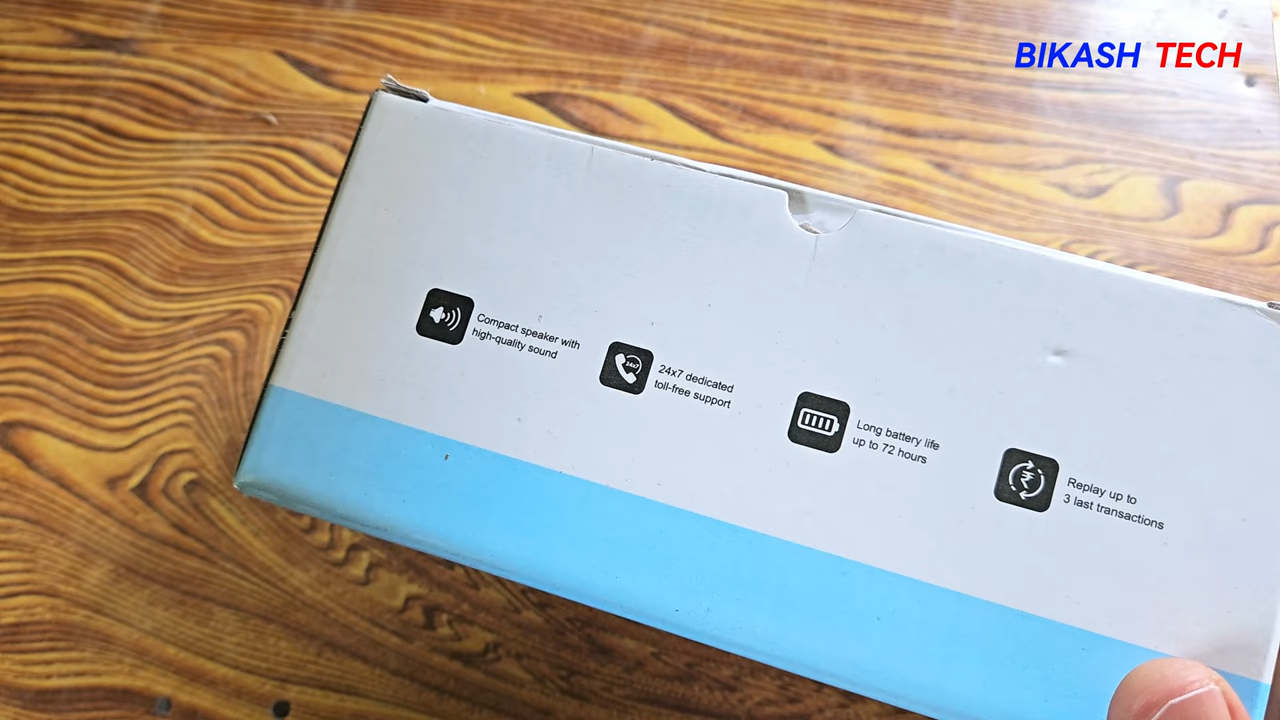 BIKASH TECH
Compact speaker with
high-quality sound
24x7
24x7 dedicated
toll-free support
Long battery life
up to 72 hours
₹
Replay up to
3 last transactions